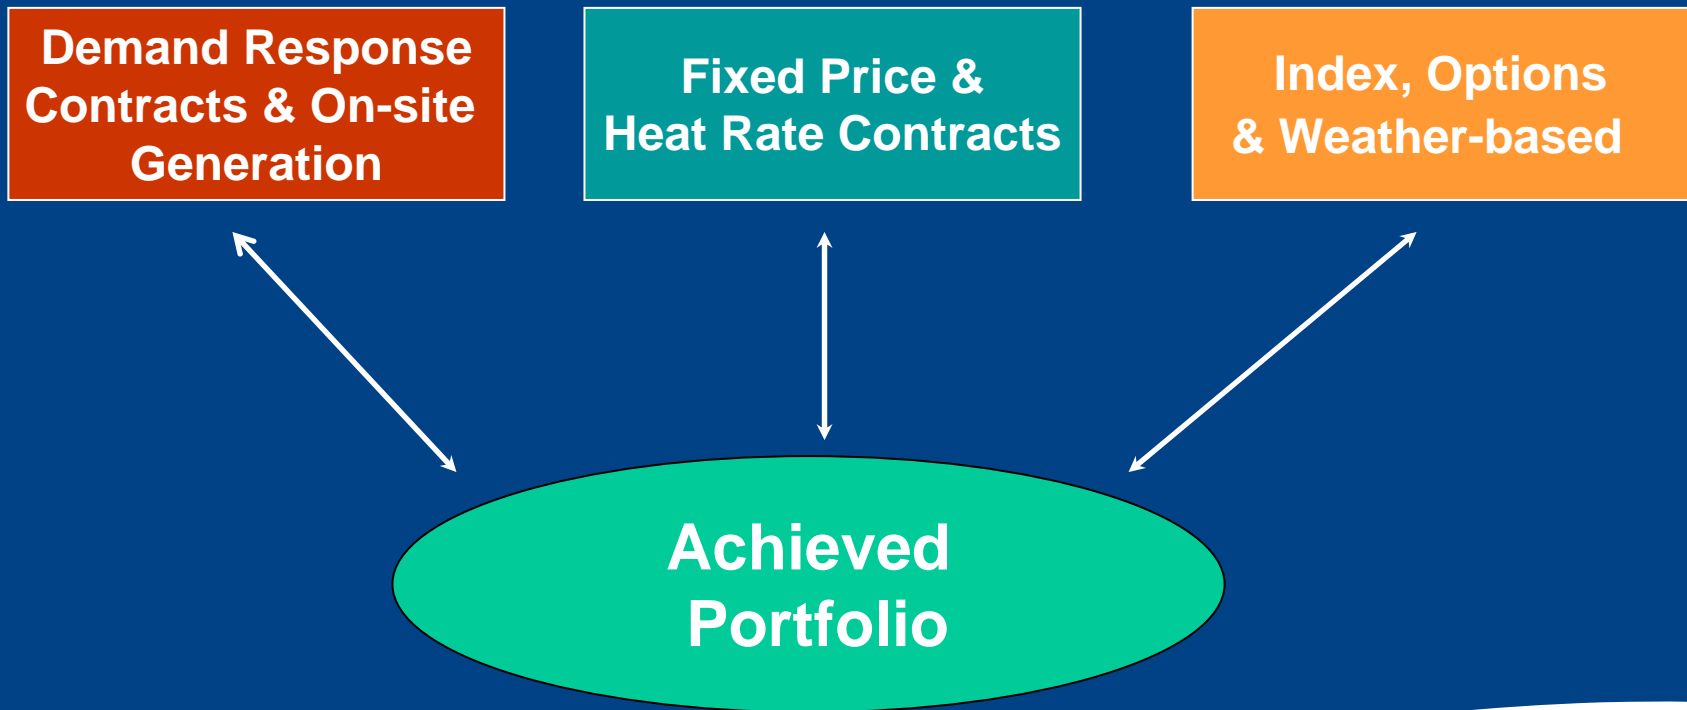 Demand Response
Contracts & On-site
Generation
Fixed Price &
Heat Rate Contracts
Index, Options
& Weather-based
Achieved
Portfolio